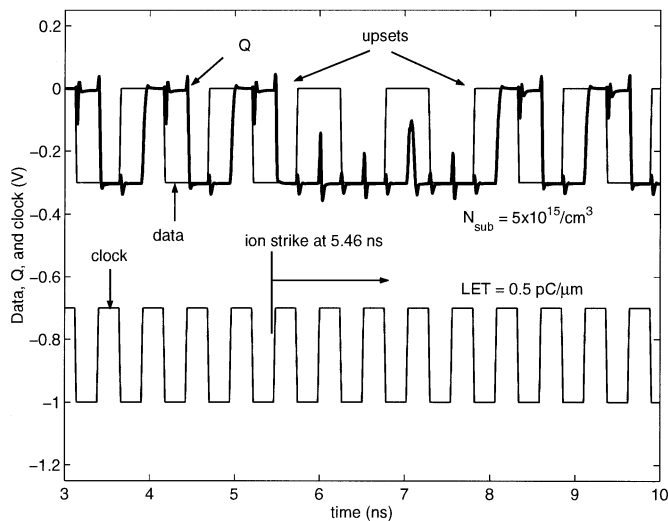 0.2
Q
upsets
0
−0.2
N_sub = 5x10^15/cm^3
−0.4
data
ion strike at 5.46 ns
clock
−0.6
LET = 0.5 pC/μm
−0.8
−1
−1.2
Data, Q, and clock (V)
3 4 5 6 7 8 9 10
time (ns)